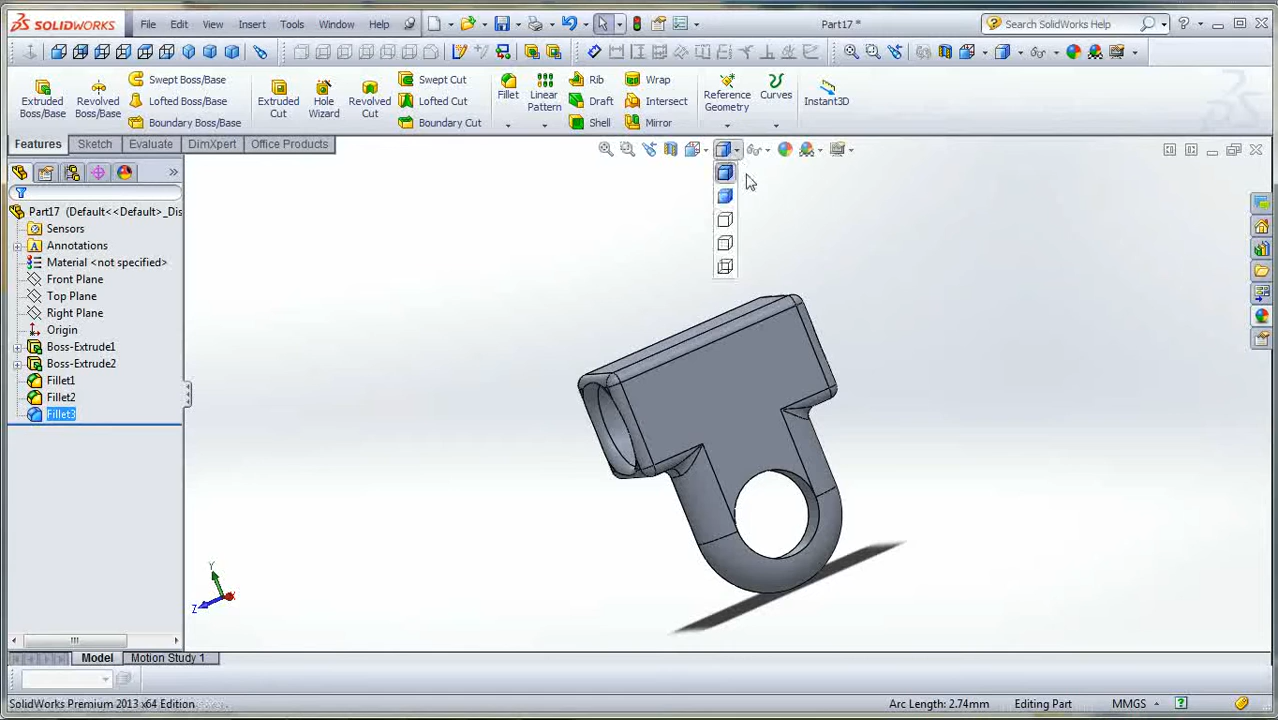 SOLIDWORKS File Edit View Insert Tools Window Help Part17 * Search SolidWorks Help
Extruded Boss/Base
Revolved Boss/Base
Swept Boss/Base
Lofted Boss/Base
Boundary Boss/Base
Extruded Cut
Hole Wizard
Revolved Cut
Swept Cut
Lofted Cut
Boundary Cut
Fillet
Linear Pattern
Rib
Draft
Shell
Wrap
Intersect
Mirror
Reference Geometry
Curves
Instant3D
Features Sketch Evaluate DimXpert Office Products
Part17 (Default<<Default>_Dis
Sensors
Annotations
Material <not specified>
Front Plane
Top Plane
Right Plane
Origin
Boss-Extrude1
Boss-Extrude2
Fillet1
Fillet2
Fillet3
Y
Z
X
Model Motion Study 1
SolidWorks Premium 2013 x64 Edition Arc Length: 2.74mm Editing Part MMGS